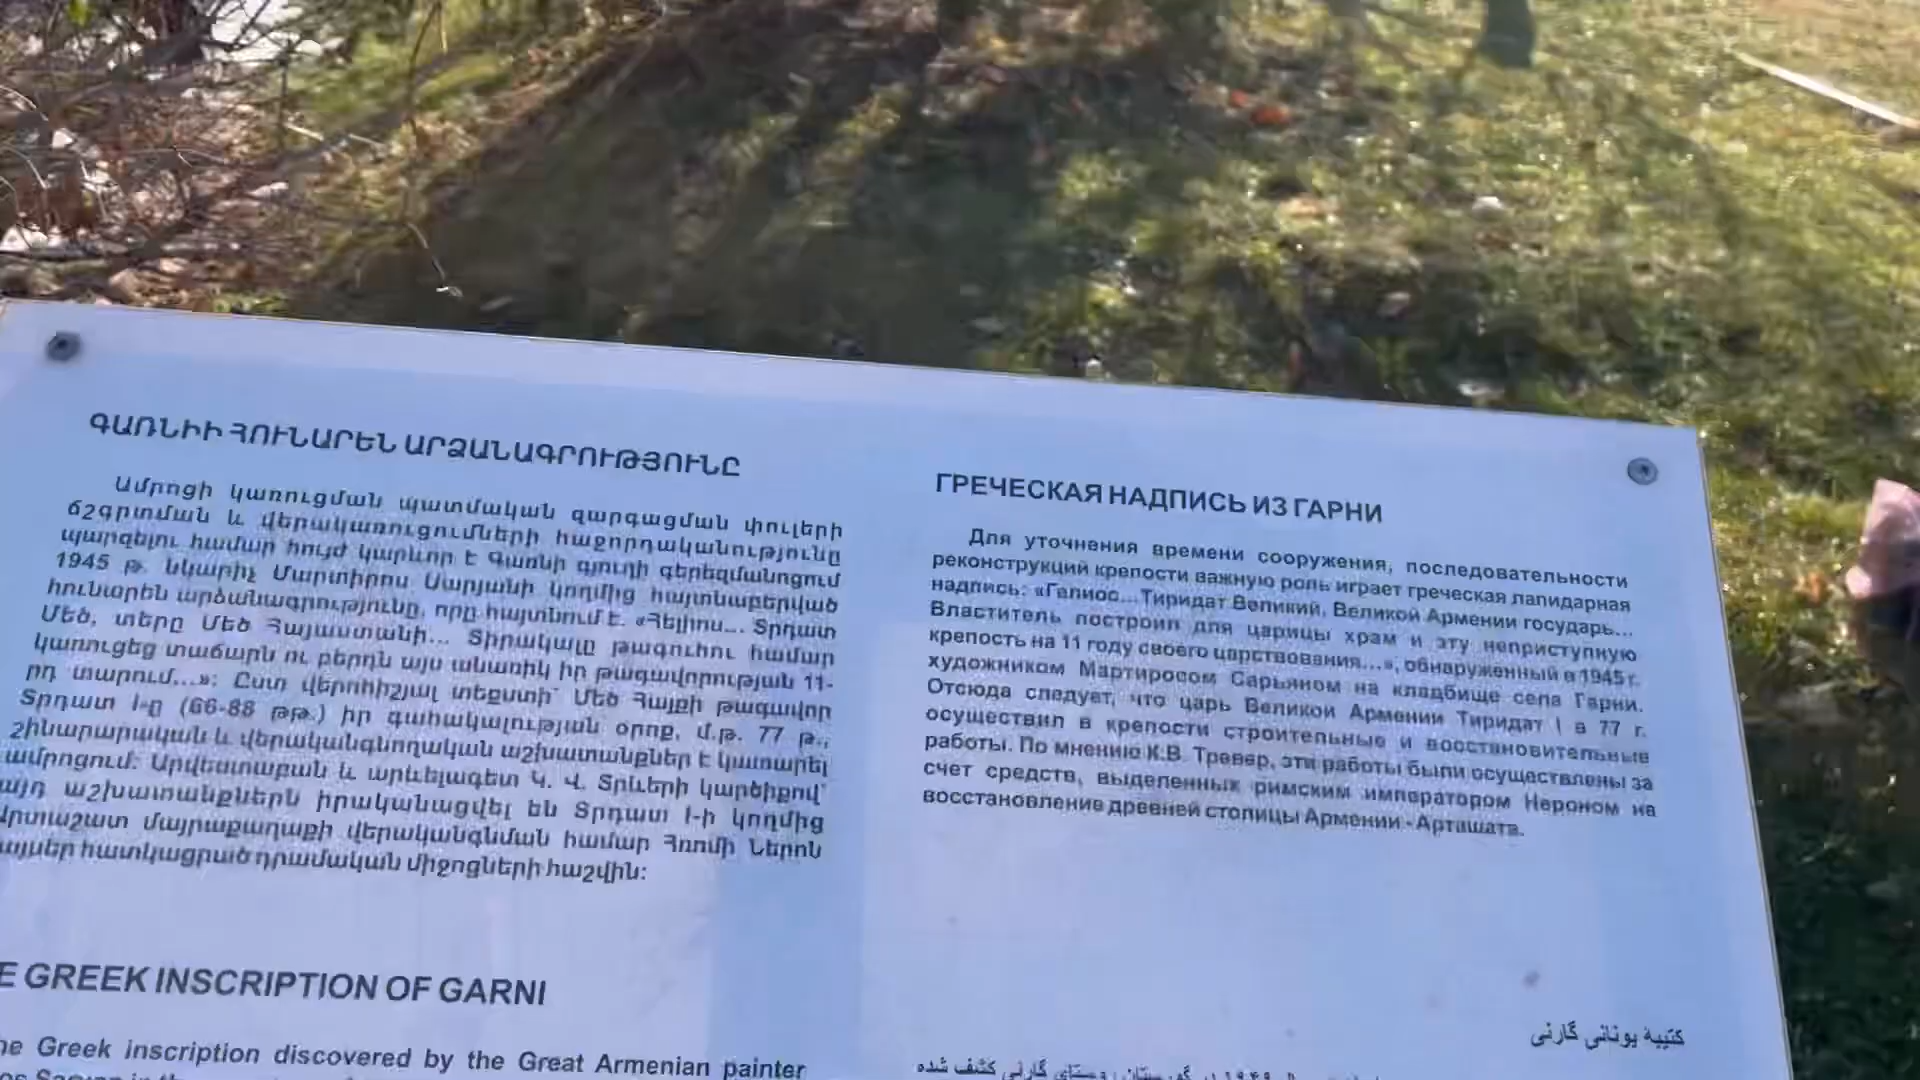 ԳԱՌՆԻԻ ՀՈՒՆԱՐԵՆ ԱՐՁԱՆԱԳՐՈՒԹՅՈՒՆԸ
Ամրոցի կառուցման պատմական զարգացման փուլերի
ճշգրտման և վերակառուցումների հաջորդականությունը
պարզելու համար հույժ կարևոր է Գառնի գյուղի գերեզմանոցում
1945 թ. նկարիչ Մարտիրոս Սարյանի կողմից հայտնաբերված
հունարեն արձանագրությունը, որը հայտնում է. «Հելիոս... Տրդատ
Մեծ, տերը Մեծ Հայաստանի... Տիրակալը թագուհու համար
կառուցեց տաճարն ու բերդն այս անառիկ իր թագավորության 11-
րդ տարում...»: Ըստ վերոհիշյալ տեքստի՝ Մեծ Հայքի թագավոր
Տրդատ I-ը (66-88 թթ.) իր գահակալության օրոք, մ.թ. 77 թ.,
շինարարական և վերականգնողական աշխատանքներ է կատարել
ամրոցում: Արվեստաբան և արևելագետ Կ. Վ. Տրևերի կարծիքով՝
այդ աշխատանքներն իրականացվել են Տրդատ I-ի կողմից
Արտաշատ մայրաքաղաքի վերականգնման համար Հռոմի Ներոն
կայսեր հատկացրած դրամական միջոցների հաշվին:
ГРЕЧЕСКАЯ НАДПИСЬ ИЗ ГАРНИ
Для уточнения времени сооружения, последовательности
реконструкций крепости важную роль играет греческая лапидарная
надпись: «Гелиос... Тиридат Великий, Великой Армении государь...
Властитель построил для царицы храм и эту неприступную
крепость на 11 году своего царствования...», обнаруженный в 1945 г.
художником Мартиросом Сарьяном на кладбище села Гарни.
Отсюда следует, что царь Великой Армении Тиридат I в 77 г.
осуществил в крепости строительные и восстановительные
работы. По мнению К.В. Тревер, эти работы были осуществлены за
счет средств, выделенных римским императором Нероном на
восстановление древней столицы Армении - Арташата.
E GREEK INSCRIPTION OF GARNI
he Greek inscription discovered by the Great Armenian painter
کتیبه یونانی گارنی
گورستان روستای گارنی کشف شده